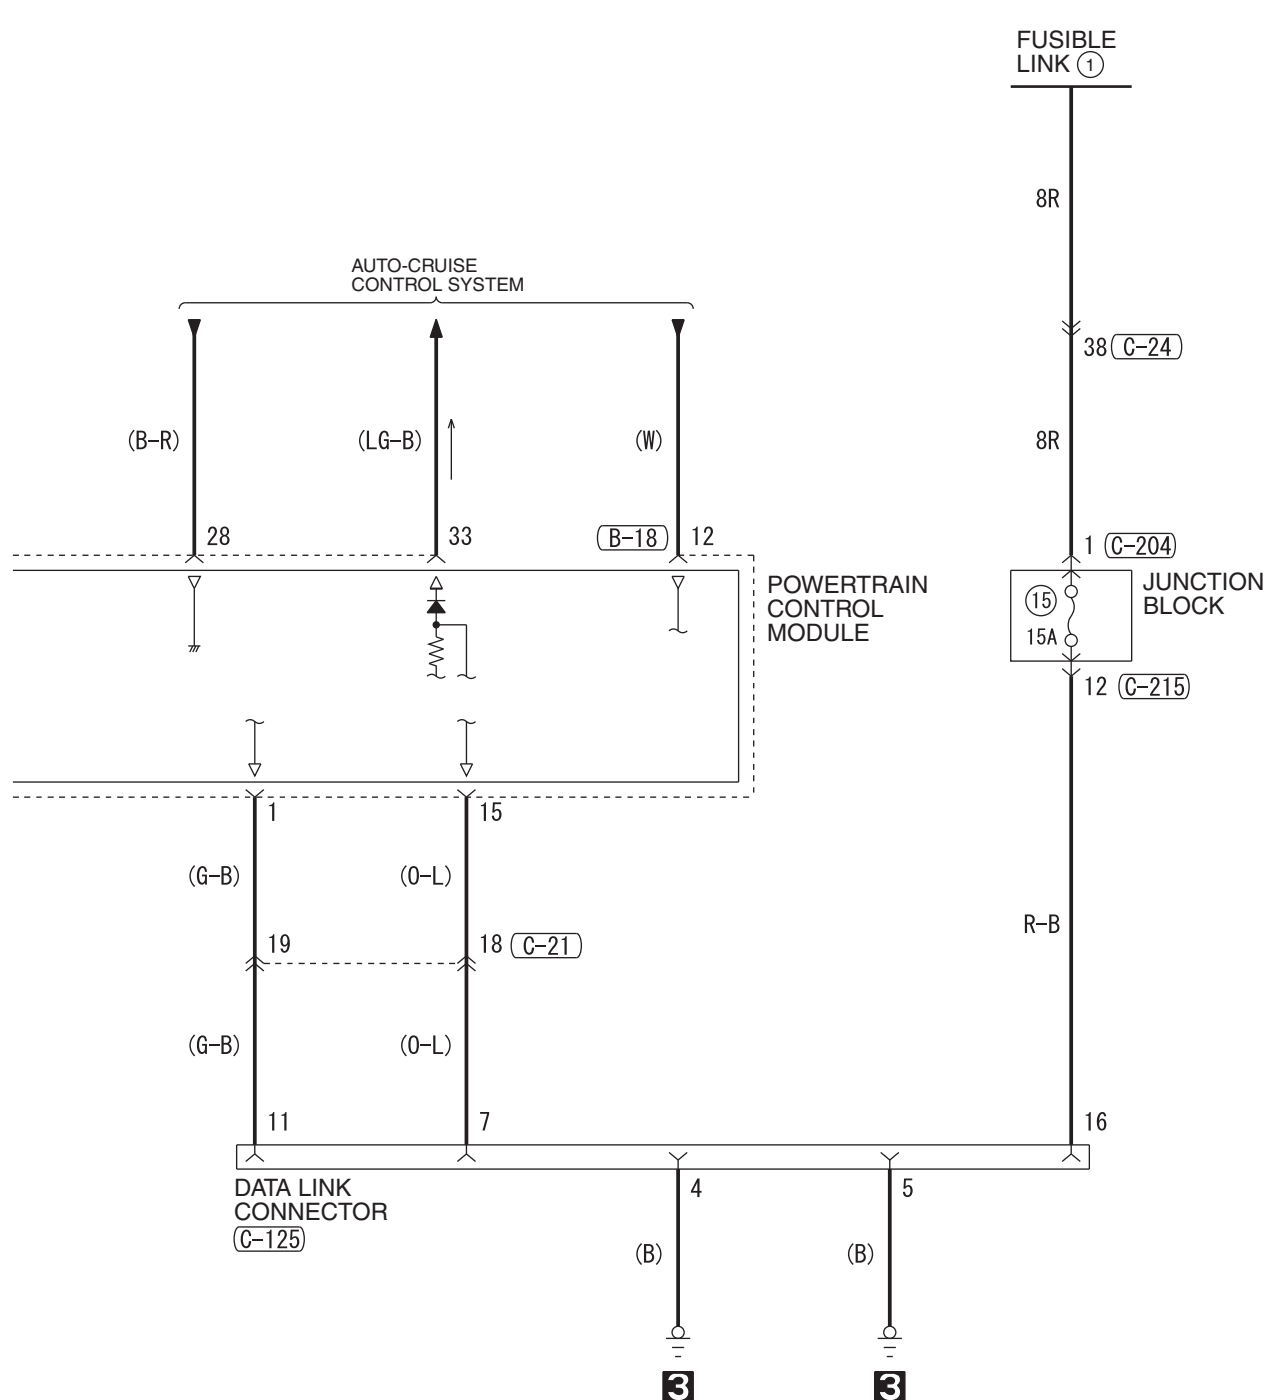 FUSIBLE
LINK 1
8R
AUTO-CRUISE
CONTROL SYSTEM
38 C-24
(B-R)
(LG-B)
(W)
8R
28
33
B-18 12
1 C-204
POWERTRAIN
CONTROL
MODULE
15
15A
JUNCTION
BLOCK
12 C-215
1
15
(G-B)
(O-L)
R-B
19
18 C-21
(G-B)
(O-L)
11
7
16
DATA LINK
CONNECTOR
C-125
4
5
(B)
(B)
3
3